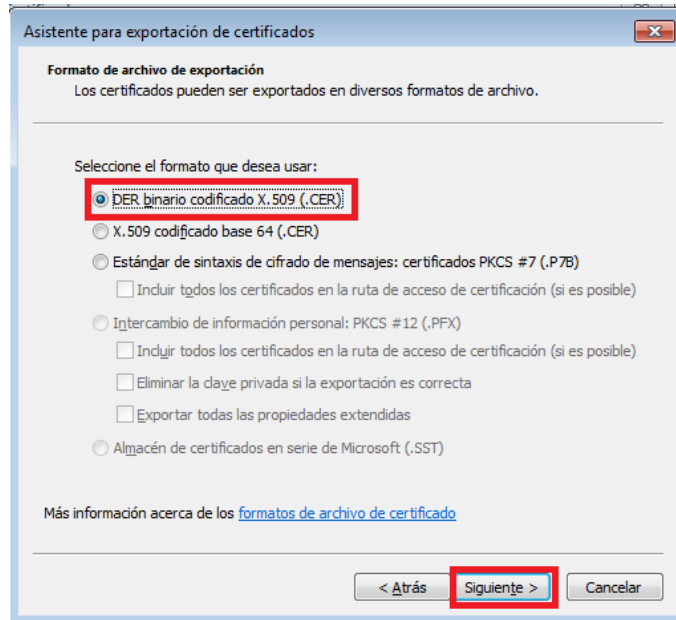 Asistente para exportación de certificados
Formato de archivo de exportación
Los certificados pueden ser exportados en diversos formatos de archivo.
Seleccione el formato que desea usar:
DER binario codificado X.509 (.CER)
X.509 codificado base 64 (.CER)
Estándar de sintaxis de cifrado de mensajes: certificados PKCS #7 (.P7B)
Incluir todos los certificados en la ruta de acceso de certificación (si es posible)
Intercambio de información personal: PKCS #12 (.PFX)
Incluir todos los certificados en la ruta de acceso de certificación (si es posible)
Eliminar la clave privada si la exportación es correcta
Exportar todas las propiedades extendidas
Almacén de certificados en serie de Microsoft (.SST)
Más información acerca de los formatos de archivo de certificado
< Atrás Siguiente > Cancelar